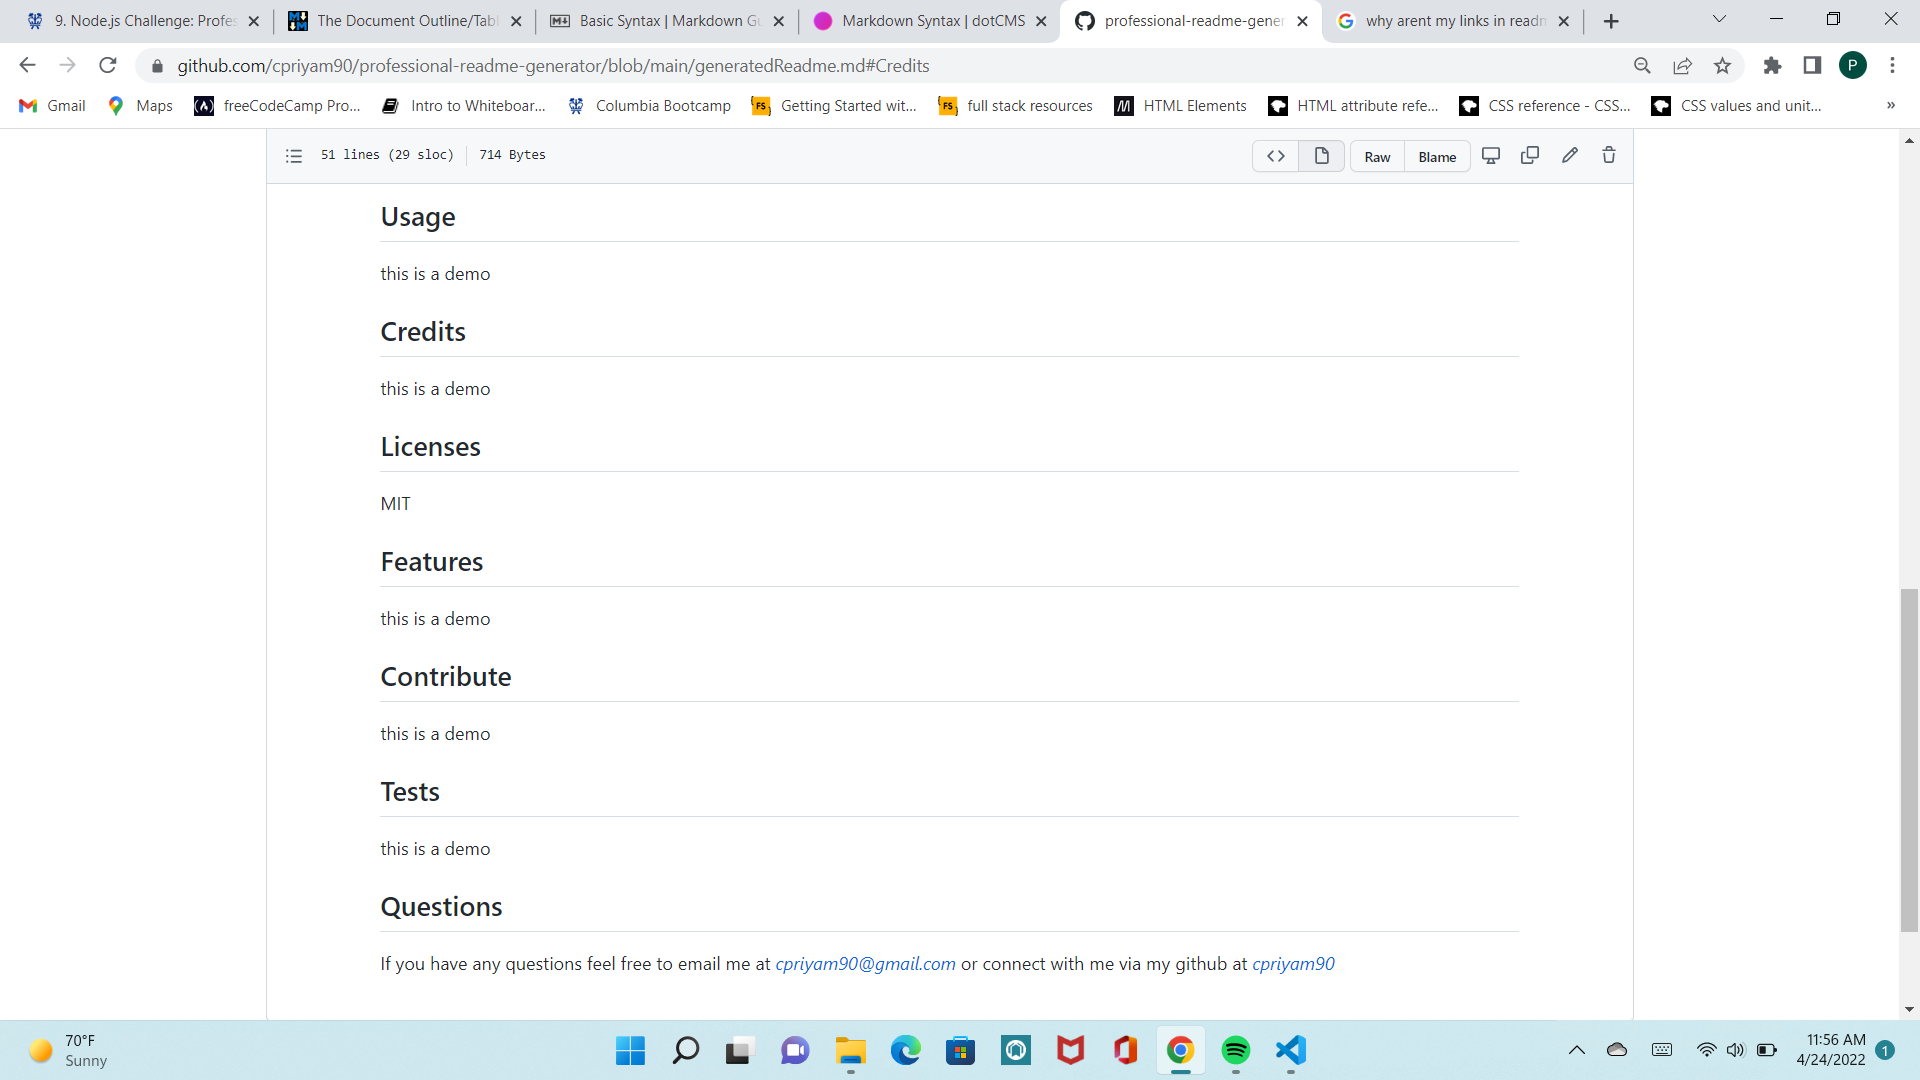 9. Node.js Challenge: Profes
The Document Outline/Tabl
Basic Syntax | Markdown Gu
Markdown Syntax | dotCMS
professional-readme-gener
why arent my links in readm
github.com/cpriyam90/professional-readme-generator/blob/main/generatedReadme.md#Credits
P
Gmail
Maps
freeCodeCamp Pro...
Intro to Whiteboar...
Columbia Bootcamp
Getting Started wit...
full stack resources
HTML Elements
HTML attribute refe...
CSS reference - CSS...
CSS values and unit...
»
51 lines (29 sloc)
714 Bytes
Raw
Blame
Usage
this is a demo
Credits
this is a demo
Licenses
MIT
Features
this is a demo
Contribute
this is a demo
Tests
this is a demo
Questions
If you have any questions feel free to email me at cpriyam90@gmail.com or connect with me via my github at cpriyam90
70°F
Sunny
11:56 AM
4/24/2022
1